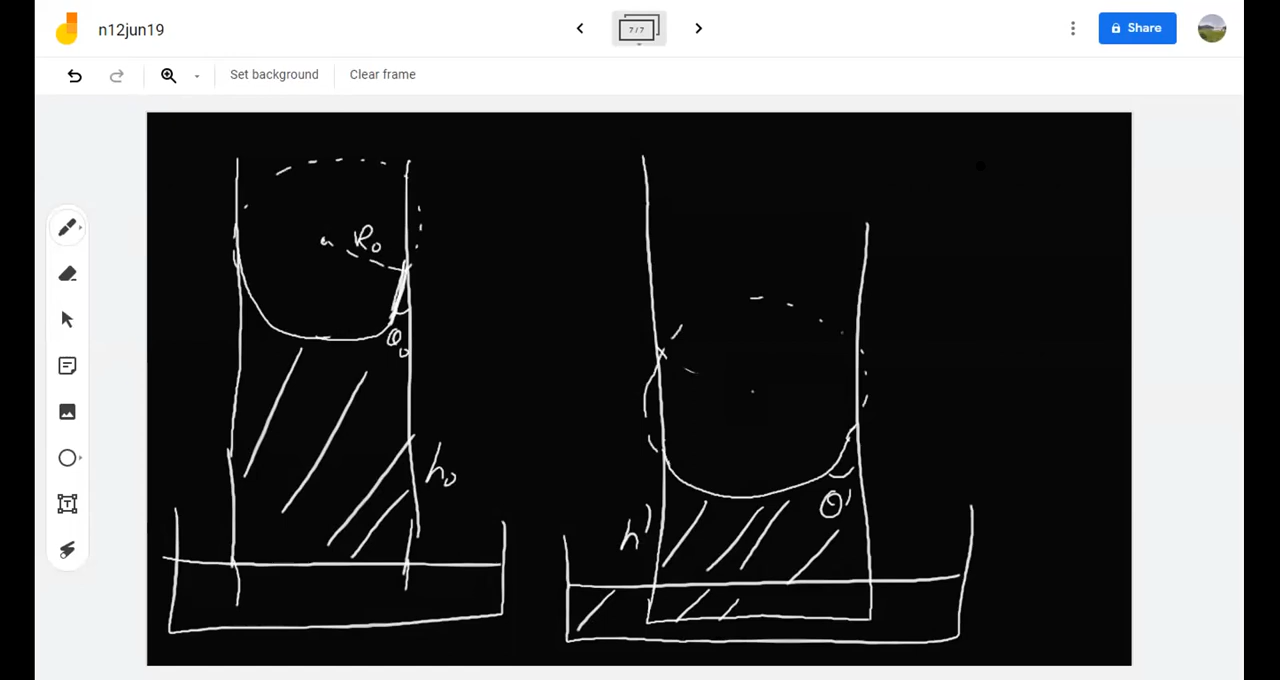 n12jun19
7/7
Share
Set background
Clear frame
R₀
θ₀
h₀
h'
θ'